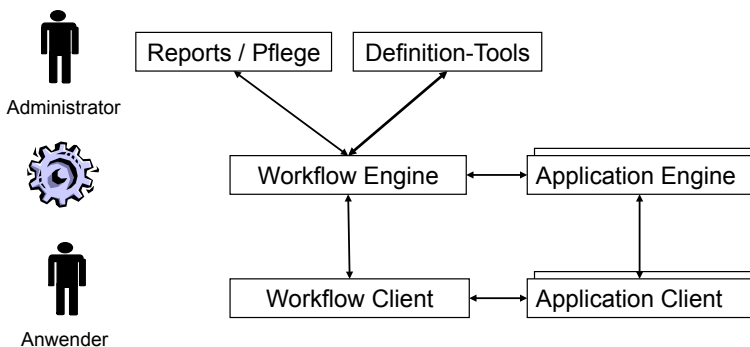 Reports / Pflege
Definition-Tools
Administrator
Workflow Engine
Application Engine
Workflow Client
Application Client
Anwender